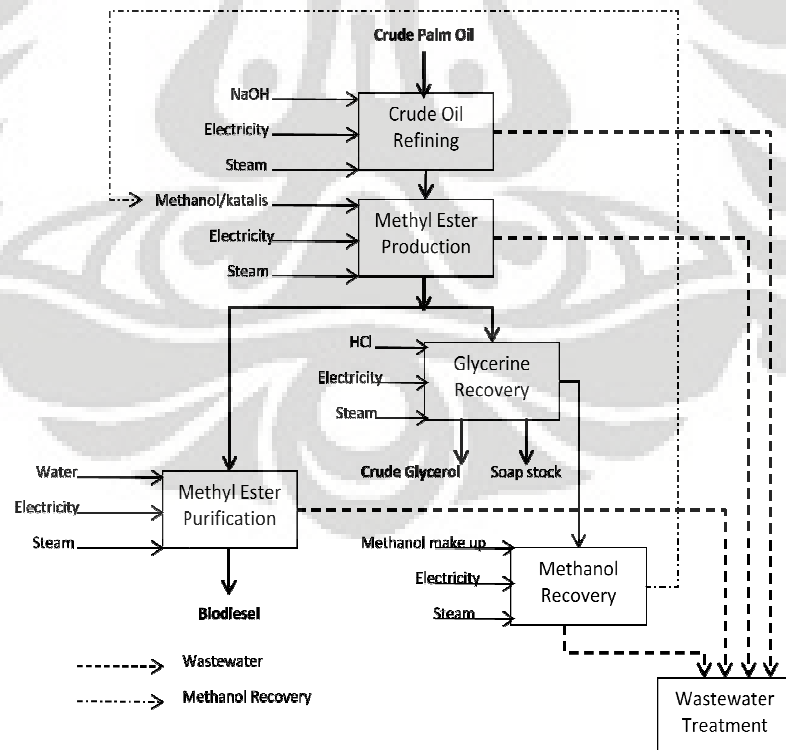 Crude Palm Oil
NaOH
Electricity
Steam
Crude Oil
Refining
Methanol/katalis
Electricity
Steam
Methyl Ester
Production
HCl
Electricity
Steam
Glycerine
Recovery
Crude Glycerol
Soap stock
Water
Electricity
Steam
Methyl Ester
Purification
Biodiesel
Methanol make up
Electricity
Steam
Methanol
Recovery
Wastewater
Methanol Recovery
Wastewater
Treatment